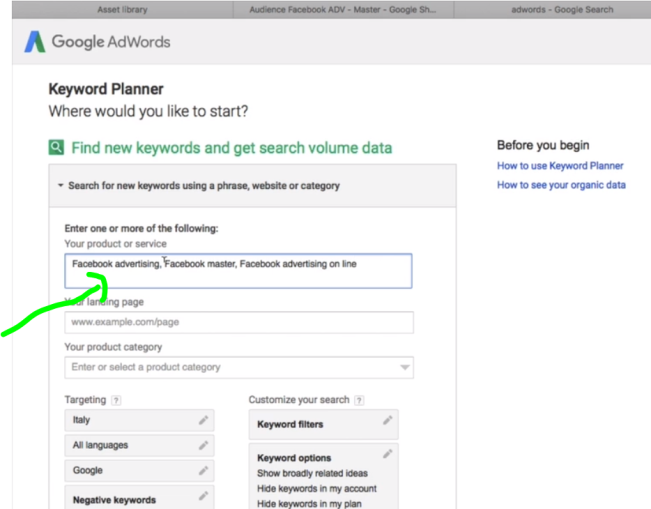 Asset library
Audience Facebook ADV - Master - Google Sh...
adwords - Google Search
Google AdWords
Keyword Planner
Where would you like to start?
Find new keywords and get search volume data
Search for new keywords using a phrase, website or category
Enter one or more of the following:
Your product or service
Facebook advertising, Facebook master, Facebook advertising on line
Your landing page
www.example.com/page
Your product category
Enter or select a product category
Targeting ?
Italy
All languages
Google
Negative keywords
Customize your search ?
Keyword filters
Keyword options
Show broadly related ideas
Hide keywords in my account
Hide keywords in my plan
Before you begin
How to use Keyword Planner
How to see your organic data